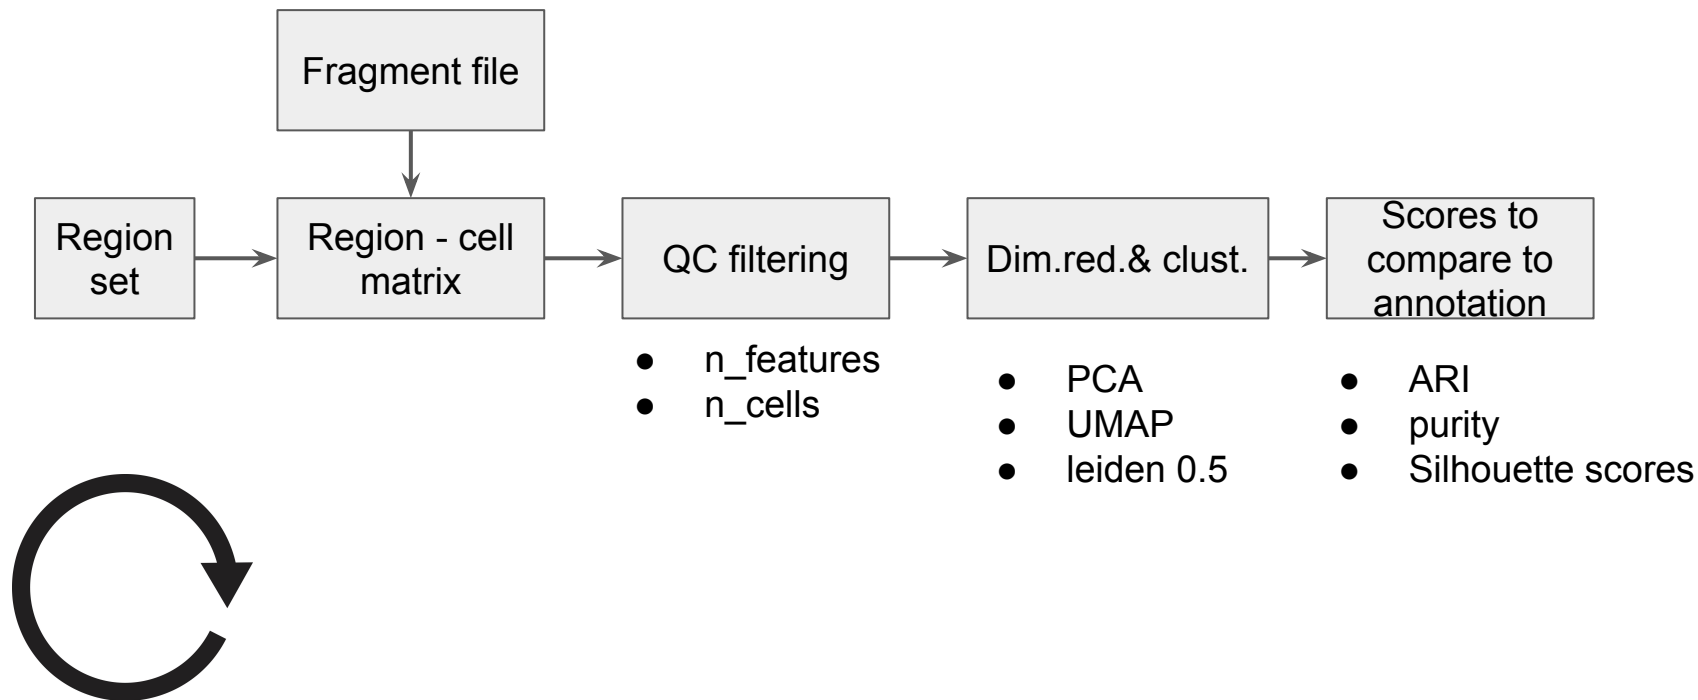 Fragment file
Region
set
Region - cell
matrix
QC filtering
Dim.red.& clust.
Scores to
compare to
annotation
● n_features
● n_cells
● PCA
● UMAP
● leiden 0.5
● ARI
● purity
● Silhouette scores